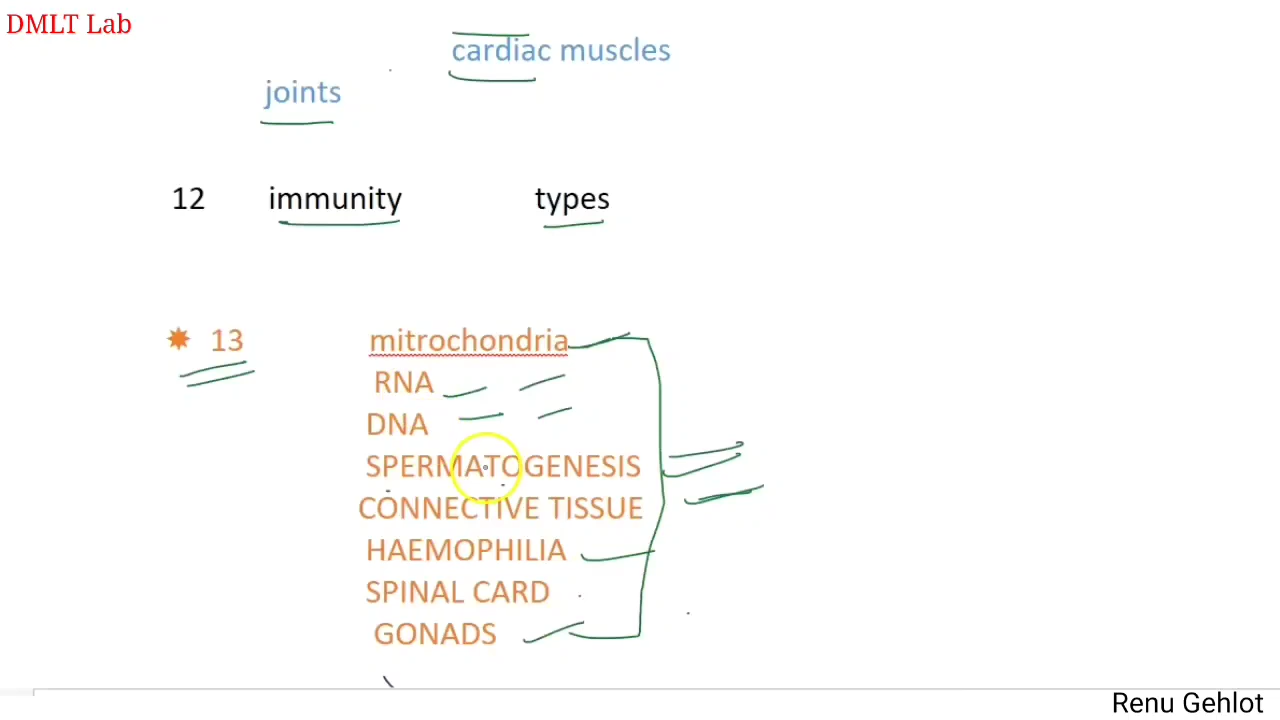 DMLT Lab
cardiac muscles
joints
12 immunity types
✸ 13 mitrochondria
RNA
DNA
SPERMATOGENESIS
CONNECTIVE TISSUE
HAEMOPHILIA
SPINAL CARD
GONADS
Renu Gehlot